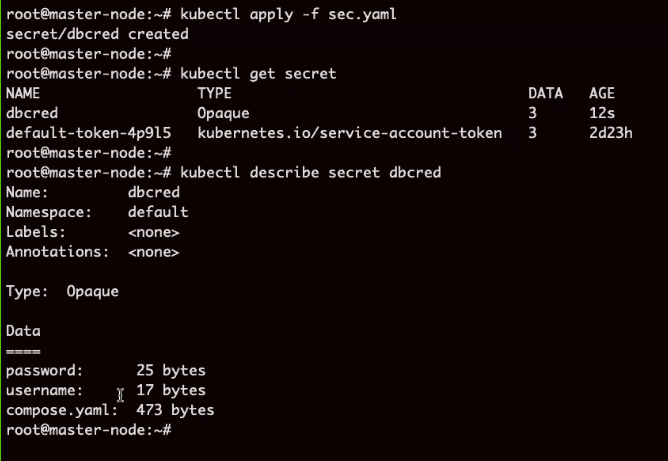 root@master-node:~# kubectl apply -f sec.yaml
secret/dbcred created
root@master-node:~#
root@master-node:~# kubectl get secret
NAME                  TYPE                                  DATA   AGE
dbcred                Opaque                                3      12s
default-token-4p9l5   kubernetes.io/service-account-token   3      2d23h
root@master-node:~#
root@master-node:~# kubectl describe secret dbcred
Name:         dbcred
Namespace:    default
Labels:       <none>
Annotations:  <none>

Type:  Opaque

Data
====
password:      25 bytes
username:      17 bytes
compose.yaml:  473 bytes
root@master-node:~#